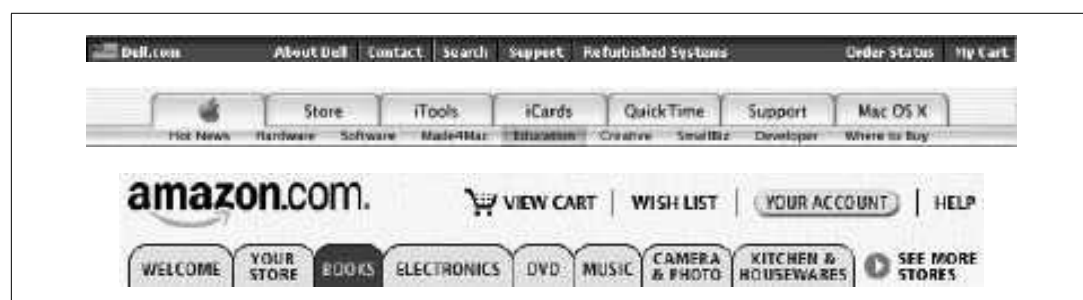 Dell.com About Dell Contact Search Support Refurbished Systems Order Status My Cart
Store iTools iCards QuickTime Support Mac OS X
Hot News Hardware Software Made4Mac Education Creative SmallBiz Developer Where to Buy
amazon.com. VIEW CART | WISH LIST | YOUR ACCOUNT | HELP
WELCOME YOUR STORE BOOKS ELECTRONICS DVD MUSIC CAMERA & PHOTO KITCHEN & HOUSEWARES SEE MORE STORES